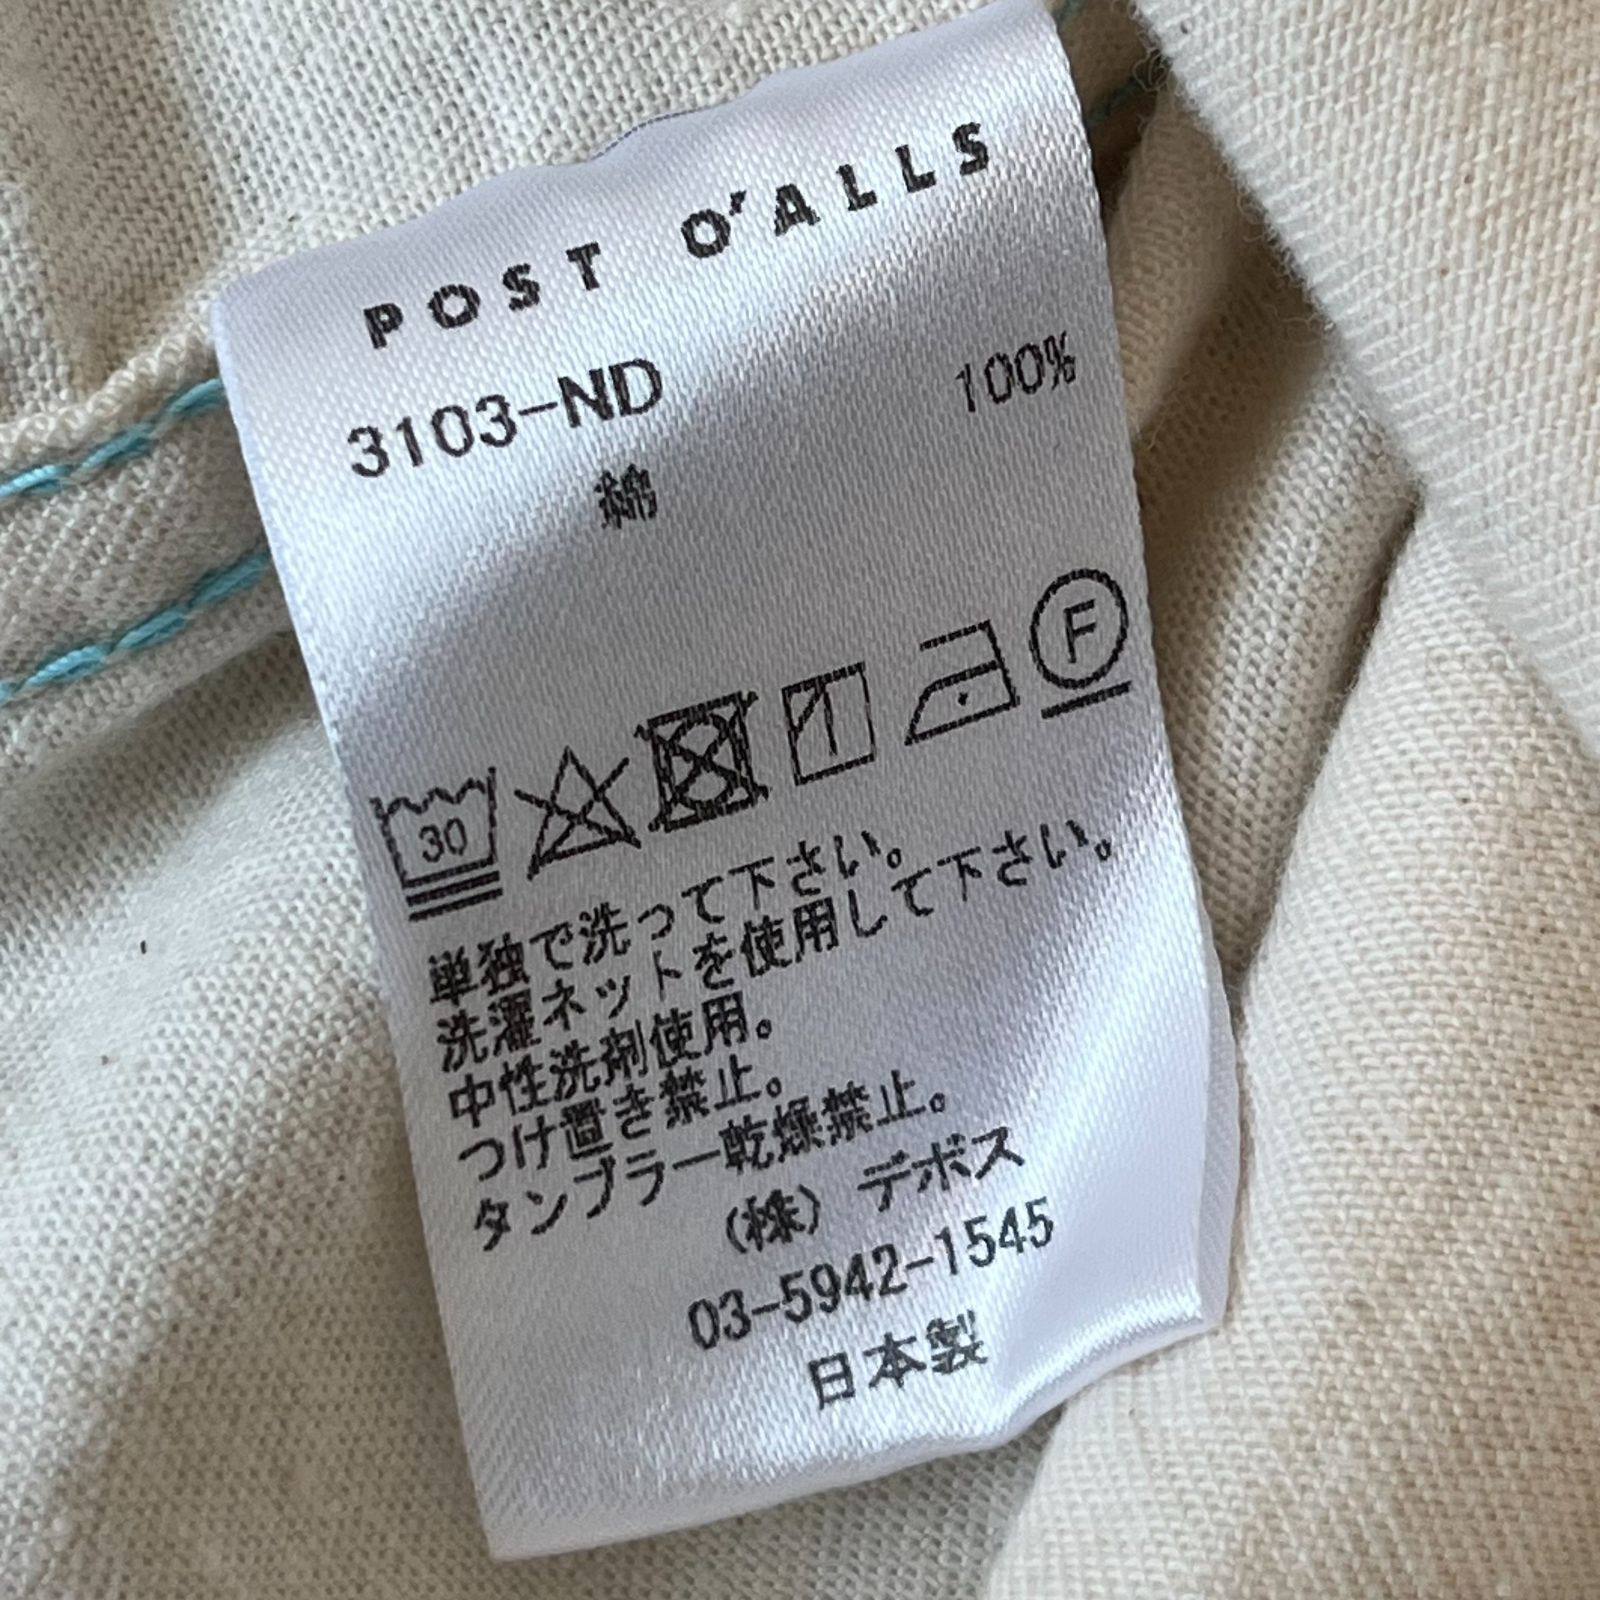 POST O'ALLS
3103-ND
綿 100%
30
F
単独で洗って下さい。
洗濯ネットを使用して下さい。
中性洗剤使用。
つけ置き禁止。
タンブラー乾燥禁止。
(株) デボス
03-5942-1545
日本製